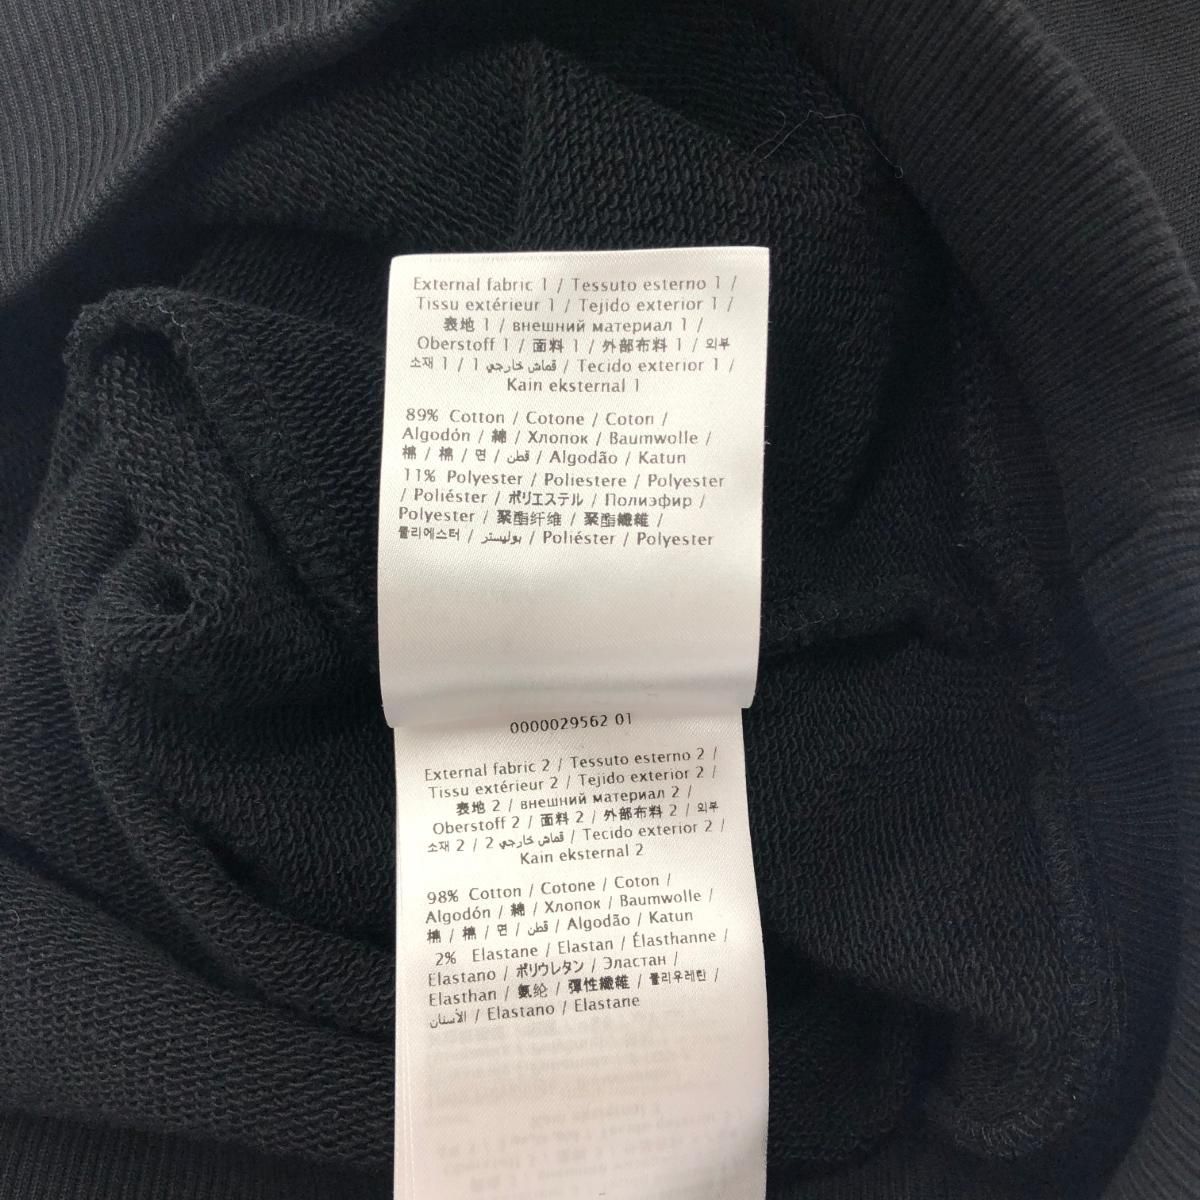 External fabric 1 / Tessuto esterno 1 /
Tissu extérieur 1 / Tejido exterior 1 /
表地 1 / внешний материал 1 /
Oberstoff 1 / 面料 1 / 外部布料 1 / 외부
소재 1 / 1 قماش خارجي / Tecido exterior 1 /
Kain eksternal 1
89% Cotton / Cotone / Coton /
Algodón / 綿 / Хлопок / Baumwolle /
棉 / 棉 / 면 / قطن / Algodão / Katun
11% Polyester / Poliestere / Polyester
/ Poliéster / ポリエステル / Полиэфир /
Polyester / 聚酯纤维 / 聚酯纖維 /
폴리에스터 / بوليستر / Poliéster / Polyester
0000029562 01
External fabric 2 / Tessuto esterno 2 /
Tissu extérieur 2 / Tejido exterior 2 /
表地 2 / внешний материал 2 /
Oberstoff 2 / 面料 2 / 外部布料 2 / 외부
소재 2 / 2 قماش خارجي / Tecido exterior 2 /
Kain eksternal 2
98% Cotton / Cotone / Coton /
Algodón / 綿 / Хлопок / Baumwolle /
棉 / 棉 / 면 / قطن / Algodão / Katun
2% Elastane / Elastan / Élasthanne /
Elastano / ポリウレタン / Эластан /
Elasthan / 氨纶 / 彈性纖維 / 폴리우레탄 /
الأستان / Elastano / Elastane